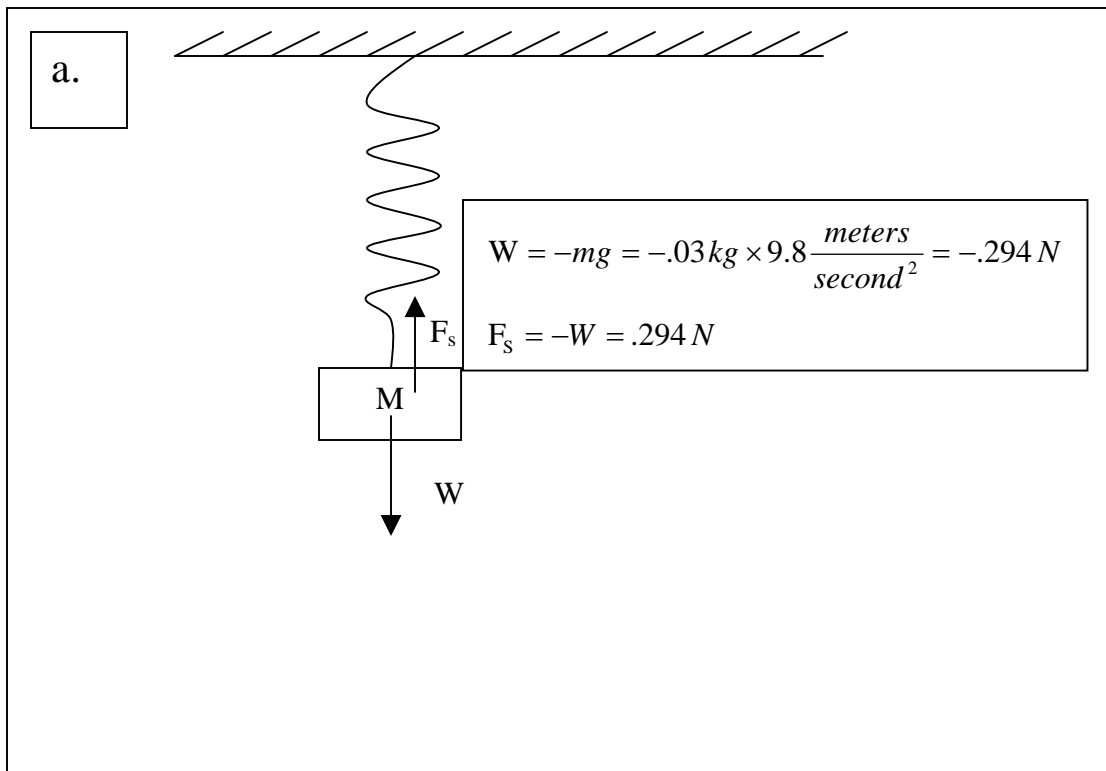 a.
W = −mg = −.03 kg × 9.8 meters/second² = −.294 N
F_S = −W = .294 N
F_s
M
W